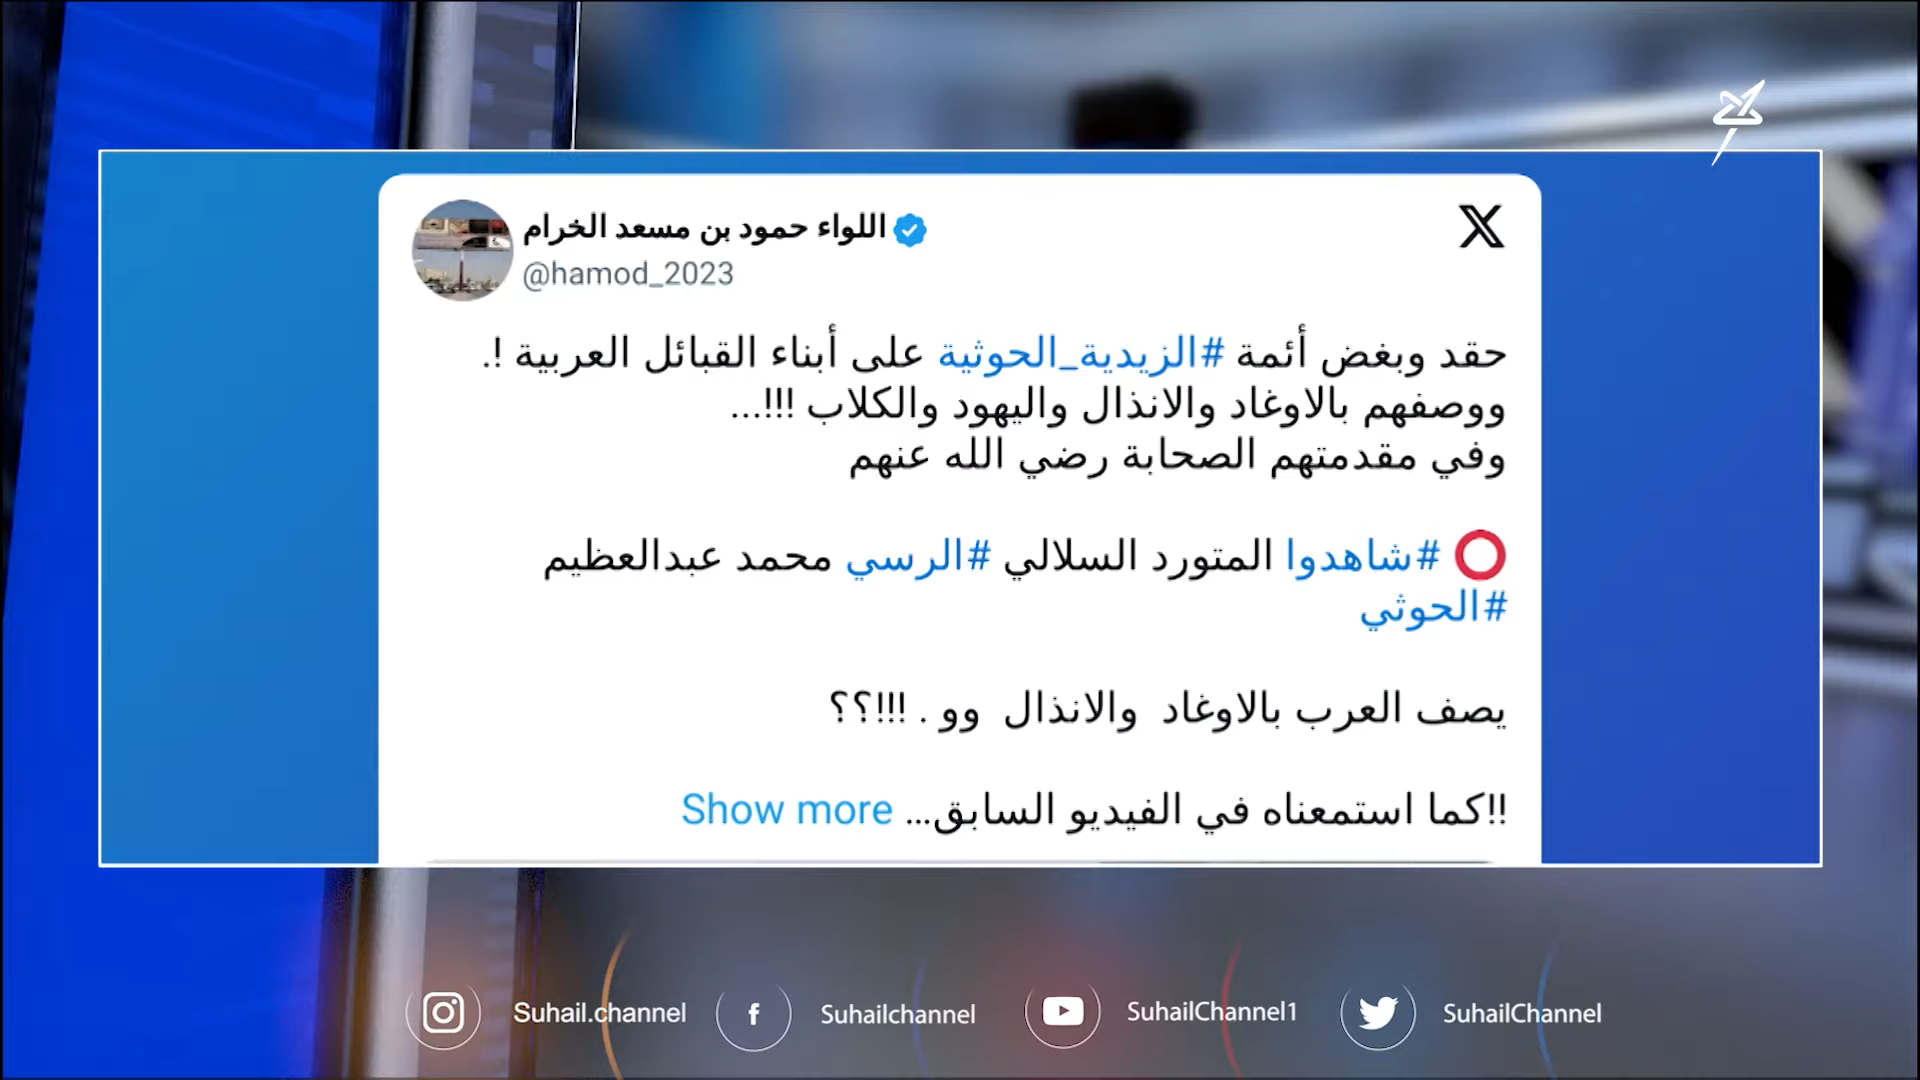 اللواء حمود بن مسعد الخرام
@hamod_2023
حقد وبغض أئمة #الزيدية_الحوثية على أبناء القبائل العربية !.
ووصفهم بالاوغاد والانذال واليهود والكلاب !!!...
وفي مقدمتهم الصحابة رضي الله عنهم
⭕ #شاهدوا المتورد السلالي #الرسي محمد عبدالعظيم
#الحوثي
يصف العرب بالاوغاد والانذال وو . !!!؟؟
!!كما استمعناه في الفيديو السابق... Show more
Suhail.channel
Suhailchannel
SuhailChannel1
SuhailChannel